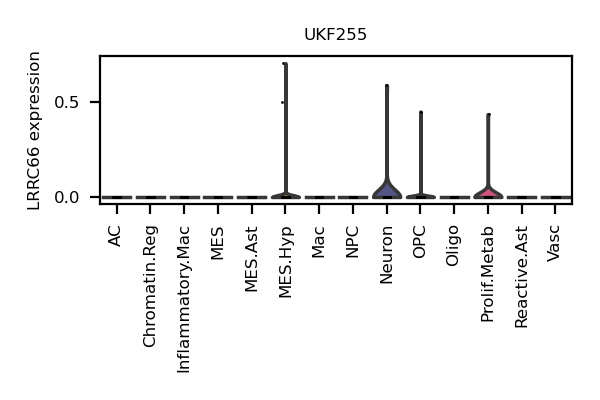 UKF255
LRRC66 expression
0.5
0.0
AC
Chromatin.Reg
Inflammatory.Mac
MES
MES.Ast
MES.Hyp
Mac
NPC
Neuron
OPC
Oligo
Prolif.Metab
Reactive.Ast
Vasc